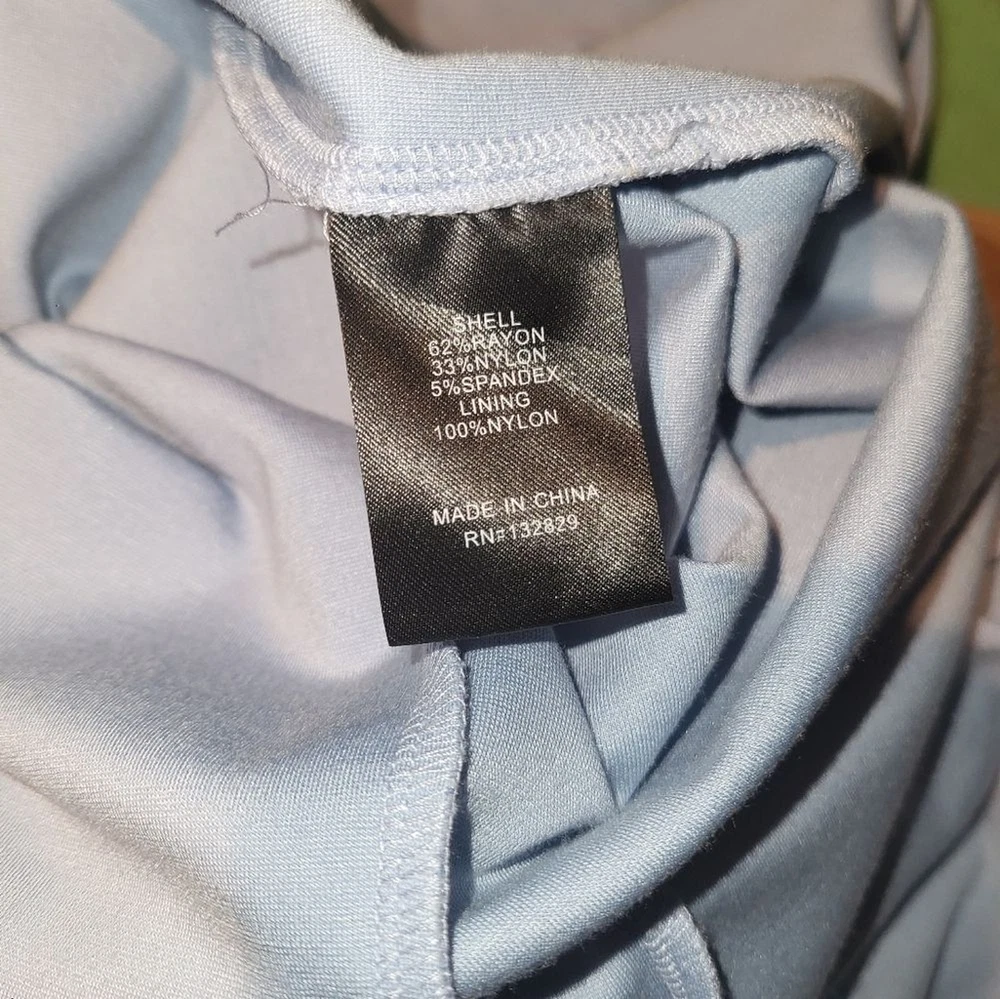 SHELL
62%RAYON
33%NYLON
5%SPANDEX
LINING
100%NYLON
MADE IN CHINA
RN#132829